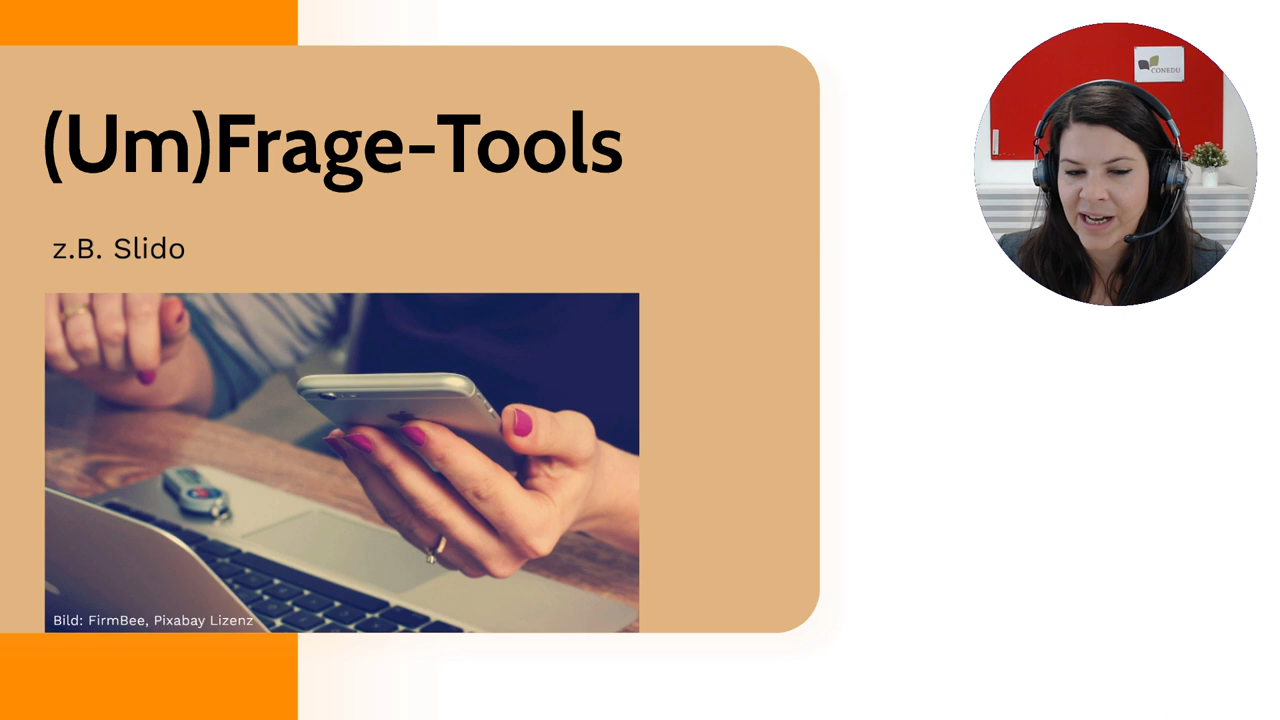 (Um)Frage-Tools
z.B. Slido
Bild: FirmBee, Pixabay Lizenz
CONEDU